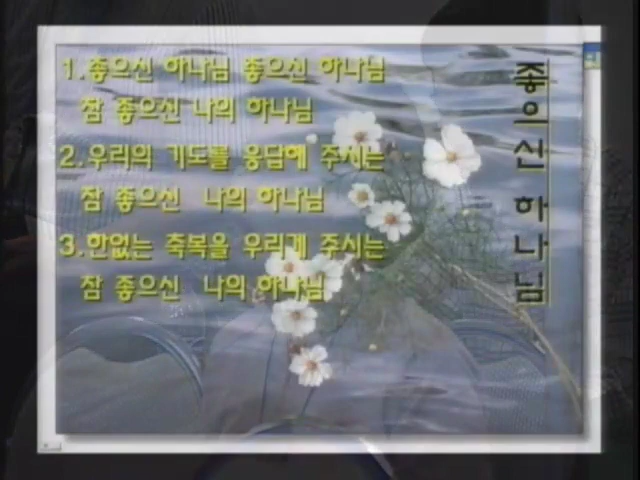 1.좋으신 하나님 좋으신 하나님
참 좋으신 나의 하나님
2.우리의 기도를 응답해 주시는
참 좋으신 나의 하나님
3.한없는 축복을 우리게 주시는
참 좋으신 나의 하나님
좋으신 하나님